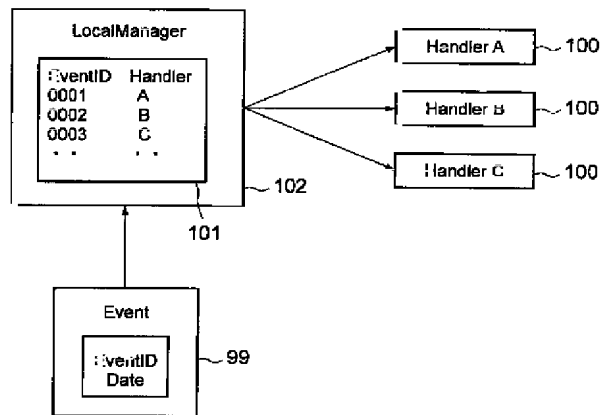 LocalManager
EventID Handler
0001 A
0002 B
0003 C
. . . .
102
101
Handler A 100
Handler B 100
Handler C 100
Event
EventID
Date
99